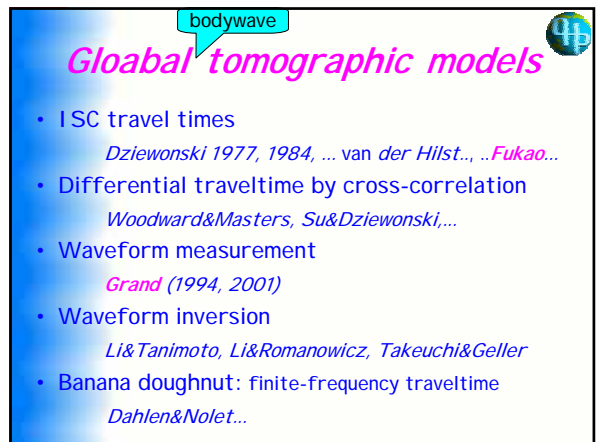 bodywave
Gloabal tomographic models
• ISC travel times
Dziewonski 1977, 1984, ... van der Hilst.., ..Fukao...
• Differential traveltime by cross-correlation
Woodward&Masters, Su&Dziewonski,...
• Waveform measurement
Grand (1994, 2001)
• Waveform inversion
Li&Tanimoto, Li&Romanowicz, Takeuchi&Geller
• Banana doughnut: finite-frequency traveltime
Dahlen&Nolet...